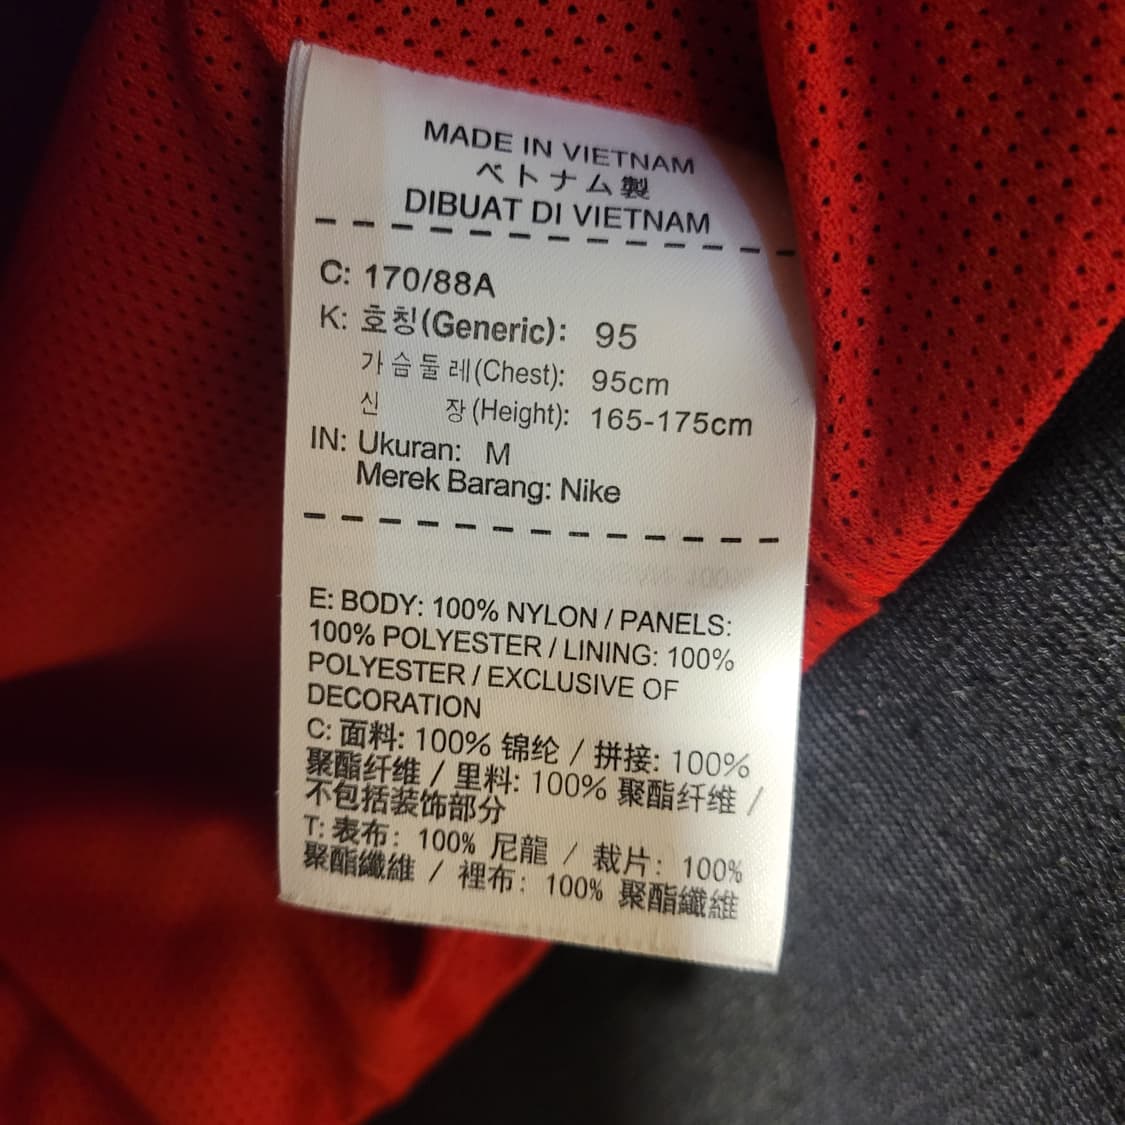 MADE IN VIETNAM
ベトナム製
DIBUAT DI VIETNAM
C: 170/88A
K: 호칭(Generic): 95
가슴둘레(Chest): 95cm
신 장(Height): 165-175cm
IN: Ukuran: M
Merek Barang: Nike
E: BODY: 100% NYLON / PANELS:
100% POLYESTER / LINING: 100%
POLYESTER / EXCLUSIVE OF
DECORATION
C: 面料: 100% 锦纶 / 拼接: 100%
聚酯纤维 / 里料: 100% 聚酯纤维 /
不包括装饰部分
T: 表布: 100% 尼龍 / 裁片: 100%
聚酯纖維 / 裡布: 100% 聚酯纖維